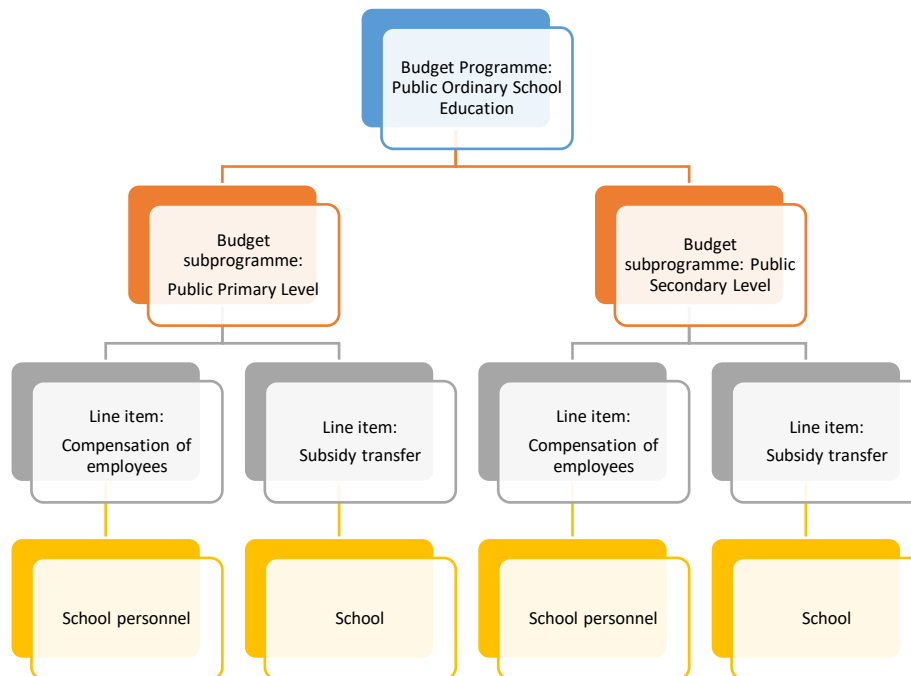 Budget Programme:
Public Ordinary School
Education
Budget
subprogramme:
Public Primary Level
Budget
subprogramme: Public
Secondary Level
Line item:
Compensation of
employees
Line item:
Subsidy transfer
Line item:
Compensation of
employees
Line item:
Subsidy transfer
School personnel
School
School personnel
School